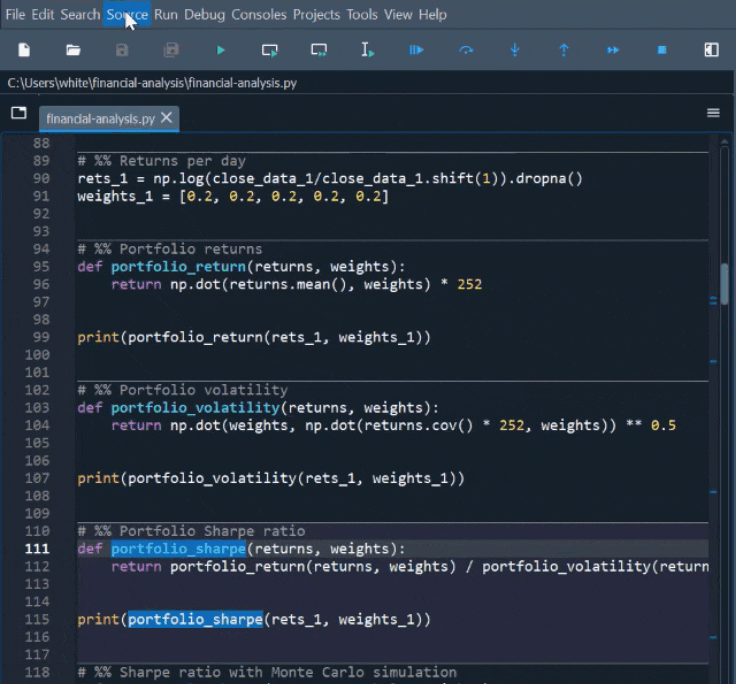 File Edit Search Source Run Debug Consoles Projects Tools View Help
C:\Users\white\financial-analysis\financial-analysis.py
financial-analysis.py
88
89 # %% Returns per day
90 rets_1 = np.log(close_data_1/close_data_1.shift(1)).dropna()
91 weights_1 = [0.2, 0.2, 0.2, 0.2, 0.2]
92
93
94 # %% Portfolio returns
95 def portfolio_return(returns, weights):
96     return np.dot(returns.mean(), weights) * 252
97
98
99 print(portfolio_return(rets_1, weights_1))
100
101
102 # %% Portfolio volatility
103 def portfolio_volatility(returns, weights):
104     return np.dot(weights, np.dot(returns.cov() * 252, weights)) ** 0.5
105
106
107 print(portfolio_volatility(rets_1, weights_1))
108
109
110 # %% Portfolio Sharpe ratio
111 def portfolio_sharpe(returns, weights):
112     return portfolio_return(returns, weights) / portfolio_volatility(return
113
114
115 print(portfolio_sharpe(rets_1, weights_1))
116
117
118 # %% Sharpe ratio with Monte Carlo simulation